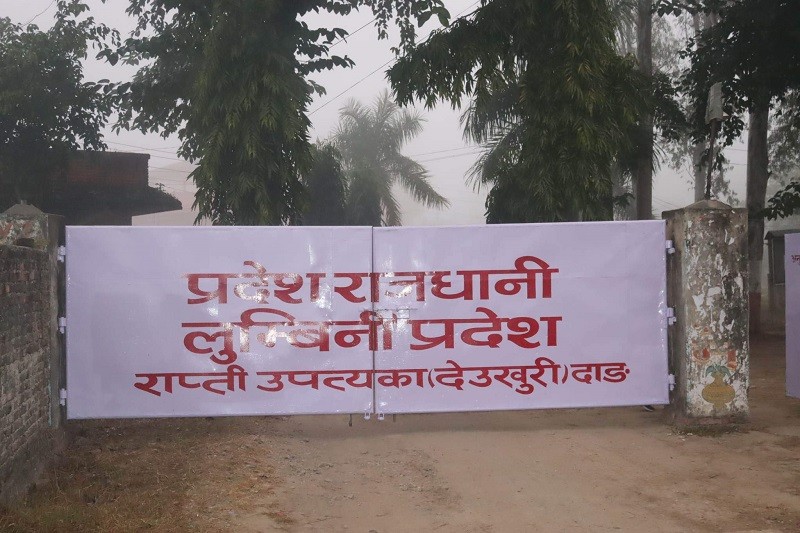 प्रदेश राजधानी
लुम्बिनी प्रदेश
राप्ती उपत्यका(देउखुरी)दाङ